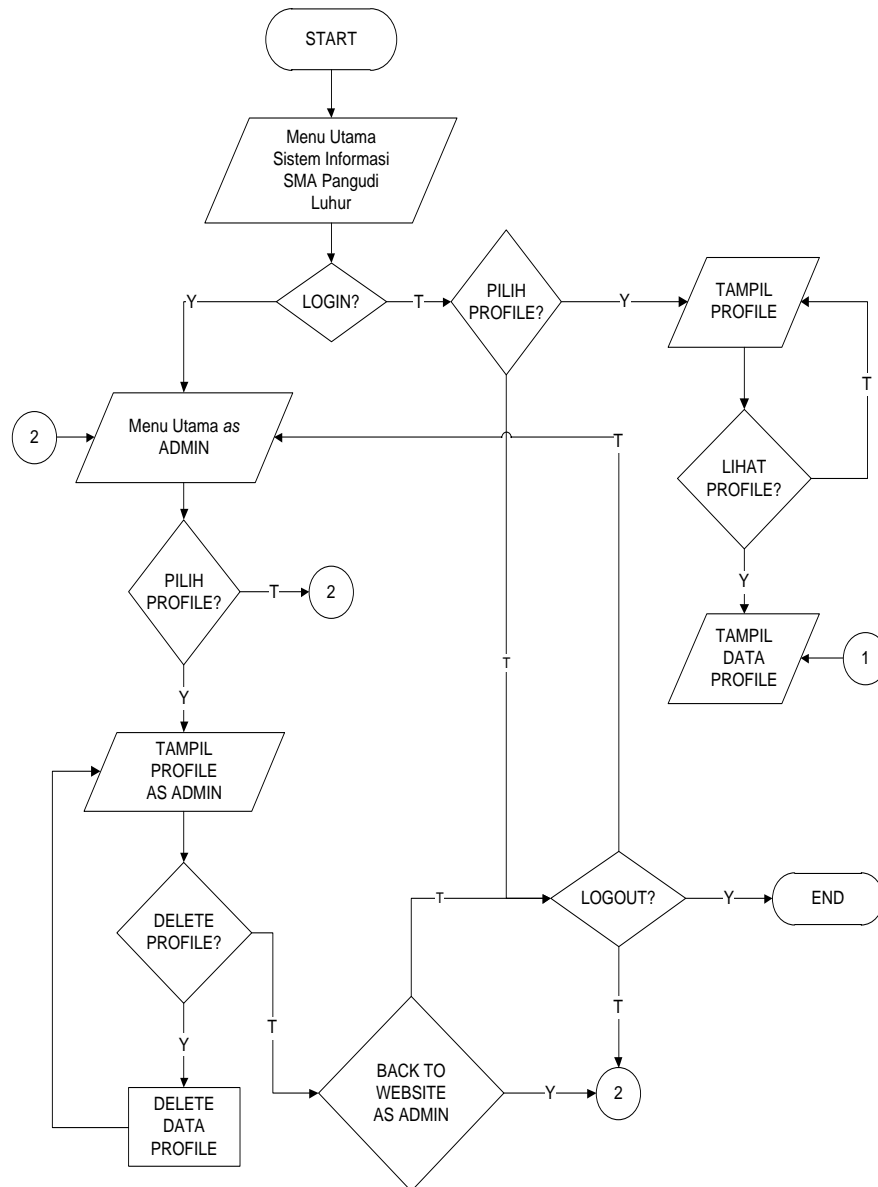 START
Menu Utama
Sistem Informasi
SMA Pangudi
Luhur
LOGIN?
Y
T
PILIH
PROFILE?
Y
TAMPIL
PROFILE
T
2
Menu Utama as
ADMIN
T
LIHAT
PROFILE?
PILIH
PROFILE?
T
2
Y
TAMPIL
DATA
PROFILE
1
T
Y
TAMPIL
PROFILE
AS ADMIN
DELETE
PROFILE?
T
LOGOUT?
Y
END
T
Y
T
DELETE
DATA
PROFILE
BACK TO
WEBSITE
AS ADMIN
Y
2